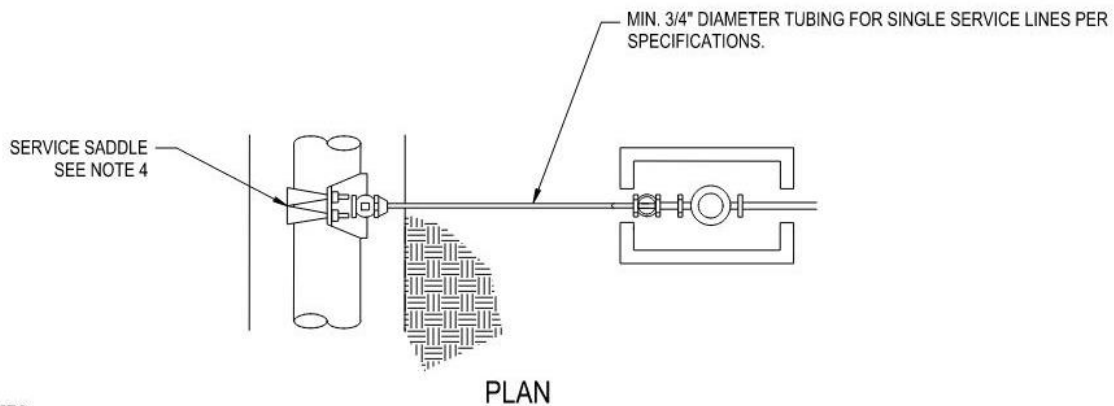 MIN. 3/4" DIAMETER TUBING FOR SINGLE SERVICE LINES PER
SPECIFICATIONS.
SERVICE SADDLE
SEE NOTE 4
PLAN